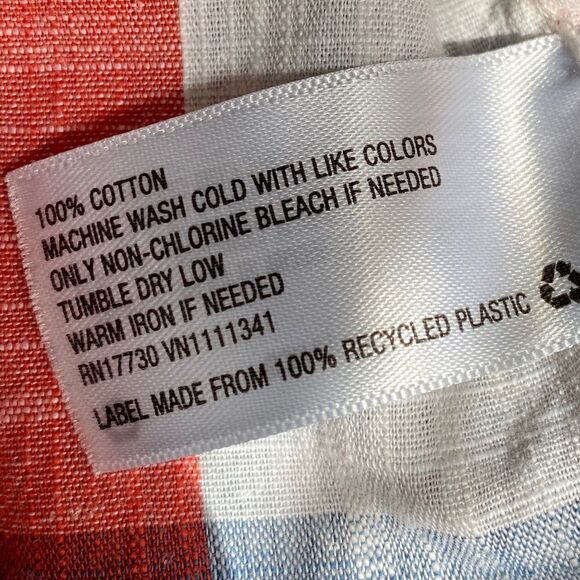 100% COTTON
MACHINE WASH COLD WITH LIKE COLORS
ONLY NON-CHLORINE BLEACH IF NEEDED
TUMBLE DRY LOW
WARM IRON IF NEEDED
RN17730 VN1111341
LABEL MADE FROM 100% RECYCLED PLASTIC